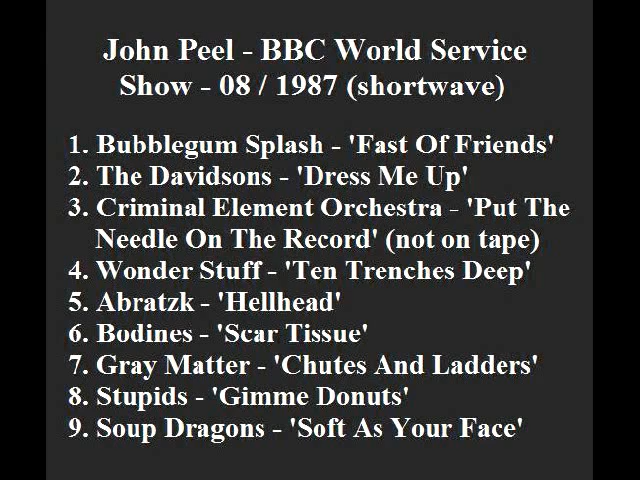 John Peel - BBC World Service
Show - 08 / 1987 (shortwave)
1. Bubblegum Splash - 'Fast Of Friends'
2. The Davidsons - 'Dress Me Up'
3. Criminal Element Orchestra - 'Put The
Needle On The Record' (not on tape)
4. Wonder Stuff - 'Ten Trenches Deep'
5. Abratzk - 'Hellhead'
6. Bodines - 'Scar Tissue'
7. Gray Matter - 'Chutes And Ladders'
8. Stupids - 'Gimme Donuts'
9. Soup Dragons - 'Soft As Your Face'